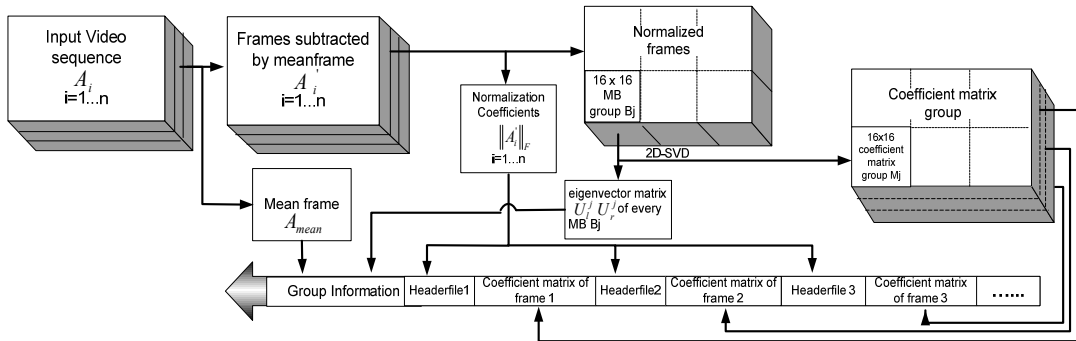 Input Video
sequence
A_i
i=1...n
Frames subtracted
by meanframe
A_i'
i=1...n
Normalized
frames
16 x 16
MB
group Bj
Normalization
Coefficients
‖A_i'‖_F
i=1...n
2D-SVD
Coefficient matrix
group
16x16
coefficient
matrix
group Mj
Mean frame
A_mean
eigenvector matrix
U_l^j U_r^j of every
MB Bj
Group Information
Headerfile1
Coefficient matrix of
frame 1
Headerfile2
Coefficient matrix of
frame 2
Headerfile 3
Coefficient matrix
of frame 3
......